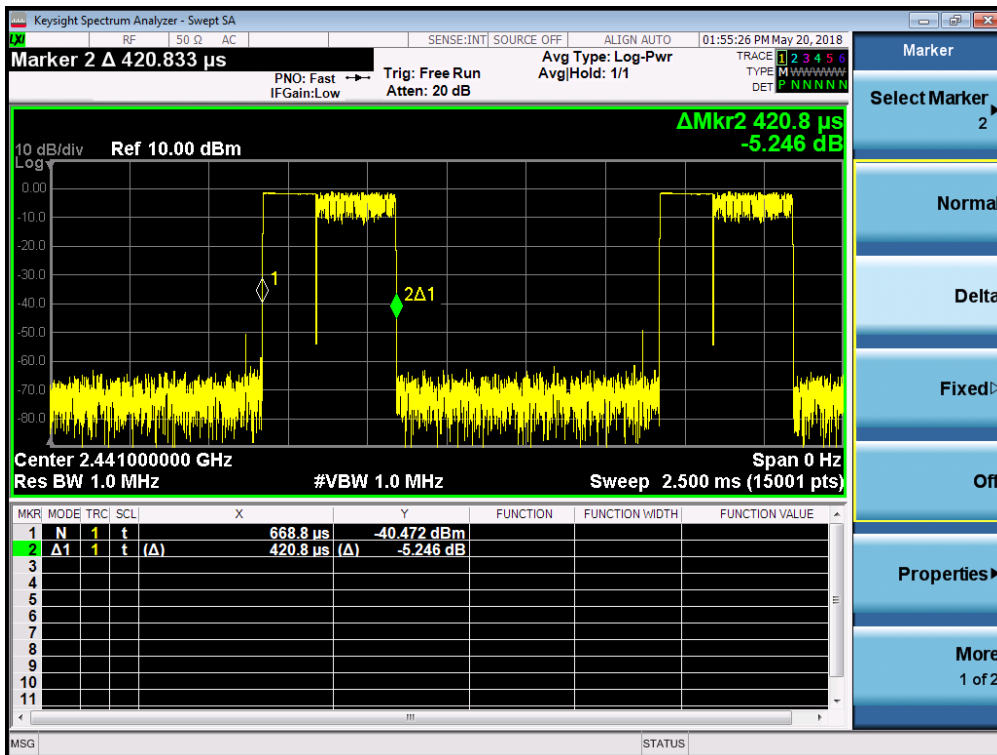 Keysight Spectrum Analyzer - Swept SA
LXI RF 50 Ω AC SENSE:INT SOURCE OFF ALIGN AUTO 01:55:26 PM May 20, 2018
Marker 2 Δ 420.833 μs
PNO: Fast
IFGain:Low
Trig: Free Run
Atten: 20 dB
Avg Type: Log-Pwr
Avg|Hold: 1/1
TRACE 1 2 3 4 5 6
TYPE M W W W W W
DET P N N N N N
ΔMkr2 420.8 μs
-5.246 dB
10 dB/div Ref 10.00 dBm
Log
0.00
-10.0
-20.0
-30.0
-40.0
-50.0
-60.0
-70.0
-80.0
1
2Δ1
Center 2.441000000 GHz Span 0 Hz
Res BW 1.0 MHz #VBW 1.0 MHz Sweep 2.500 ms (15001 pts)
MKR MODE TRC SCL X Y FUNCTION FUNCTION WIDTH FUNCTION VALUE
1 N 1 t 668.8 μs -40.472 dBm
2 Δ1 1 t (Δ) 420.8 μs (Δ) -5.246 dB
3
4
5
6
7
8
9
10
11
MSG STATUS
Marker
Select Marker
2
Normal
Delta
Fixed
Off
Properties
More
1 of 2